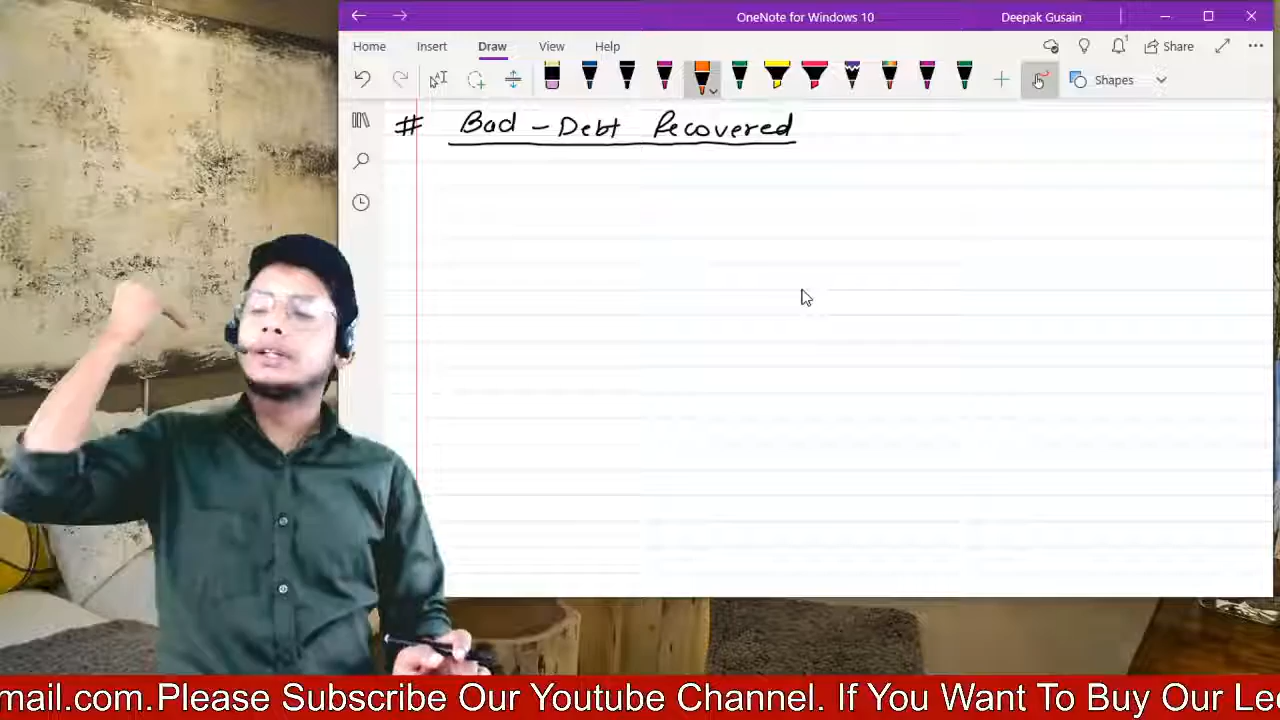 OneNote for Windows 10
Deepak Gusain
Home Insert Draw View Help
Share
Shapes
# Bad - Debt Recovered
mail.com.Please Subscribe Our Youtube Channel. If You Want To Buy Our Le